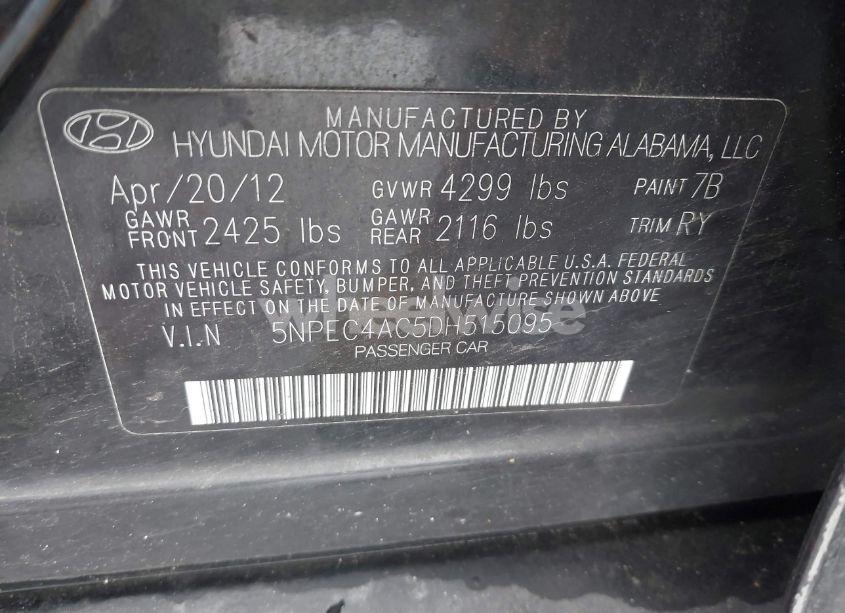 MANUFACTURED BY
HYUNDAI MOTOR MANUFACTURING ALABAMA, LLC
Apr/20/12 GVWR 4299 lbs PAINT 7B
GAWR FRONT 2425 lbs GAWR REAR 2116 lbs TRIM RY
THIS VEHICLE CONFORMS TO ALL APPLICABLE U.S.A. FEDERAL
MOTOR VEHICLE SAFETY, BUMPER, AND THEFT PREVENTION STANDARDS
IN EFFECT ON THE DATE OF MANUFACTURE SHOWN ABOVE
V.I.N 5NPEC4AC5DH515095
PASSENGER CAR
wheelwise